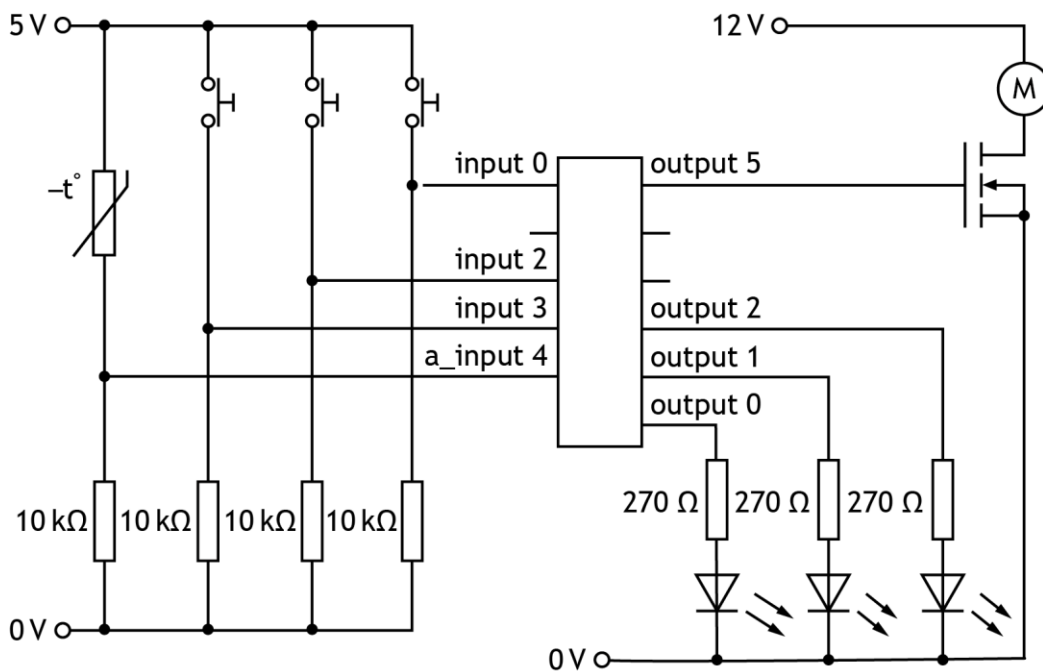 5 V
12 V
M
input 0
output 5
–t°
input 2
input 3
output 2
a_input 4
output 1
output 0
10 kΩ
10 kΩ
10 kΩ
10 kΩ
270 Ω
270 Ω
270 Ω
0 V
0 V